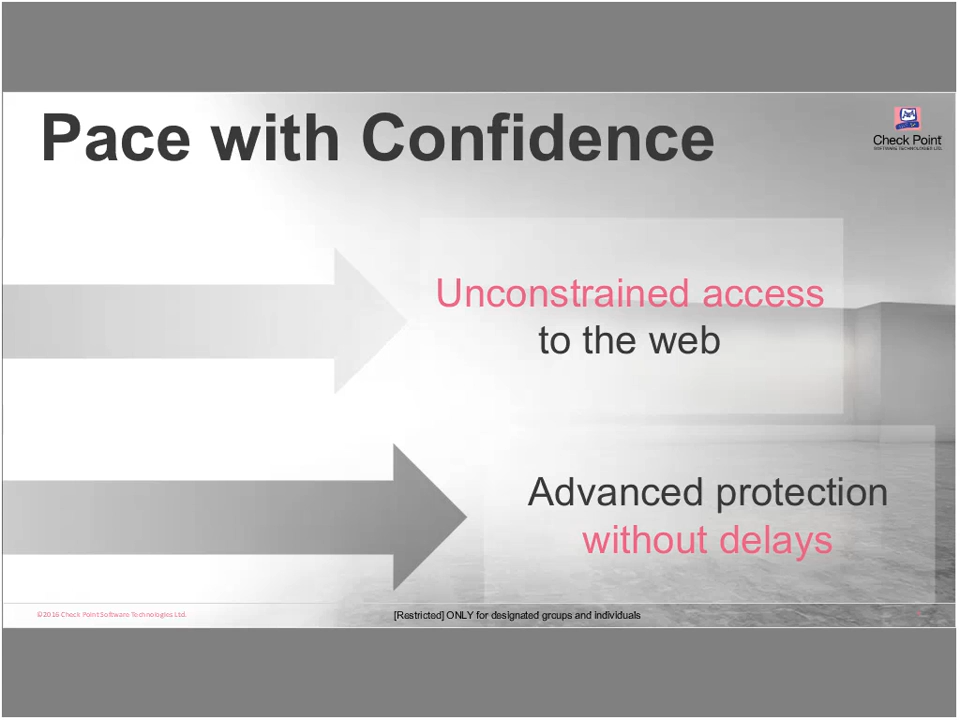 Pace with Confidence
Check Point
SOFTWARE TECHNOLOGIES LTD.
Unconstrained access
to the web
Advanced protection
without delays
©2016 Check Point Software Technologies Ltd.
[Restricted] ONLY for designated groups and individuals